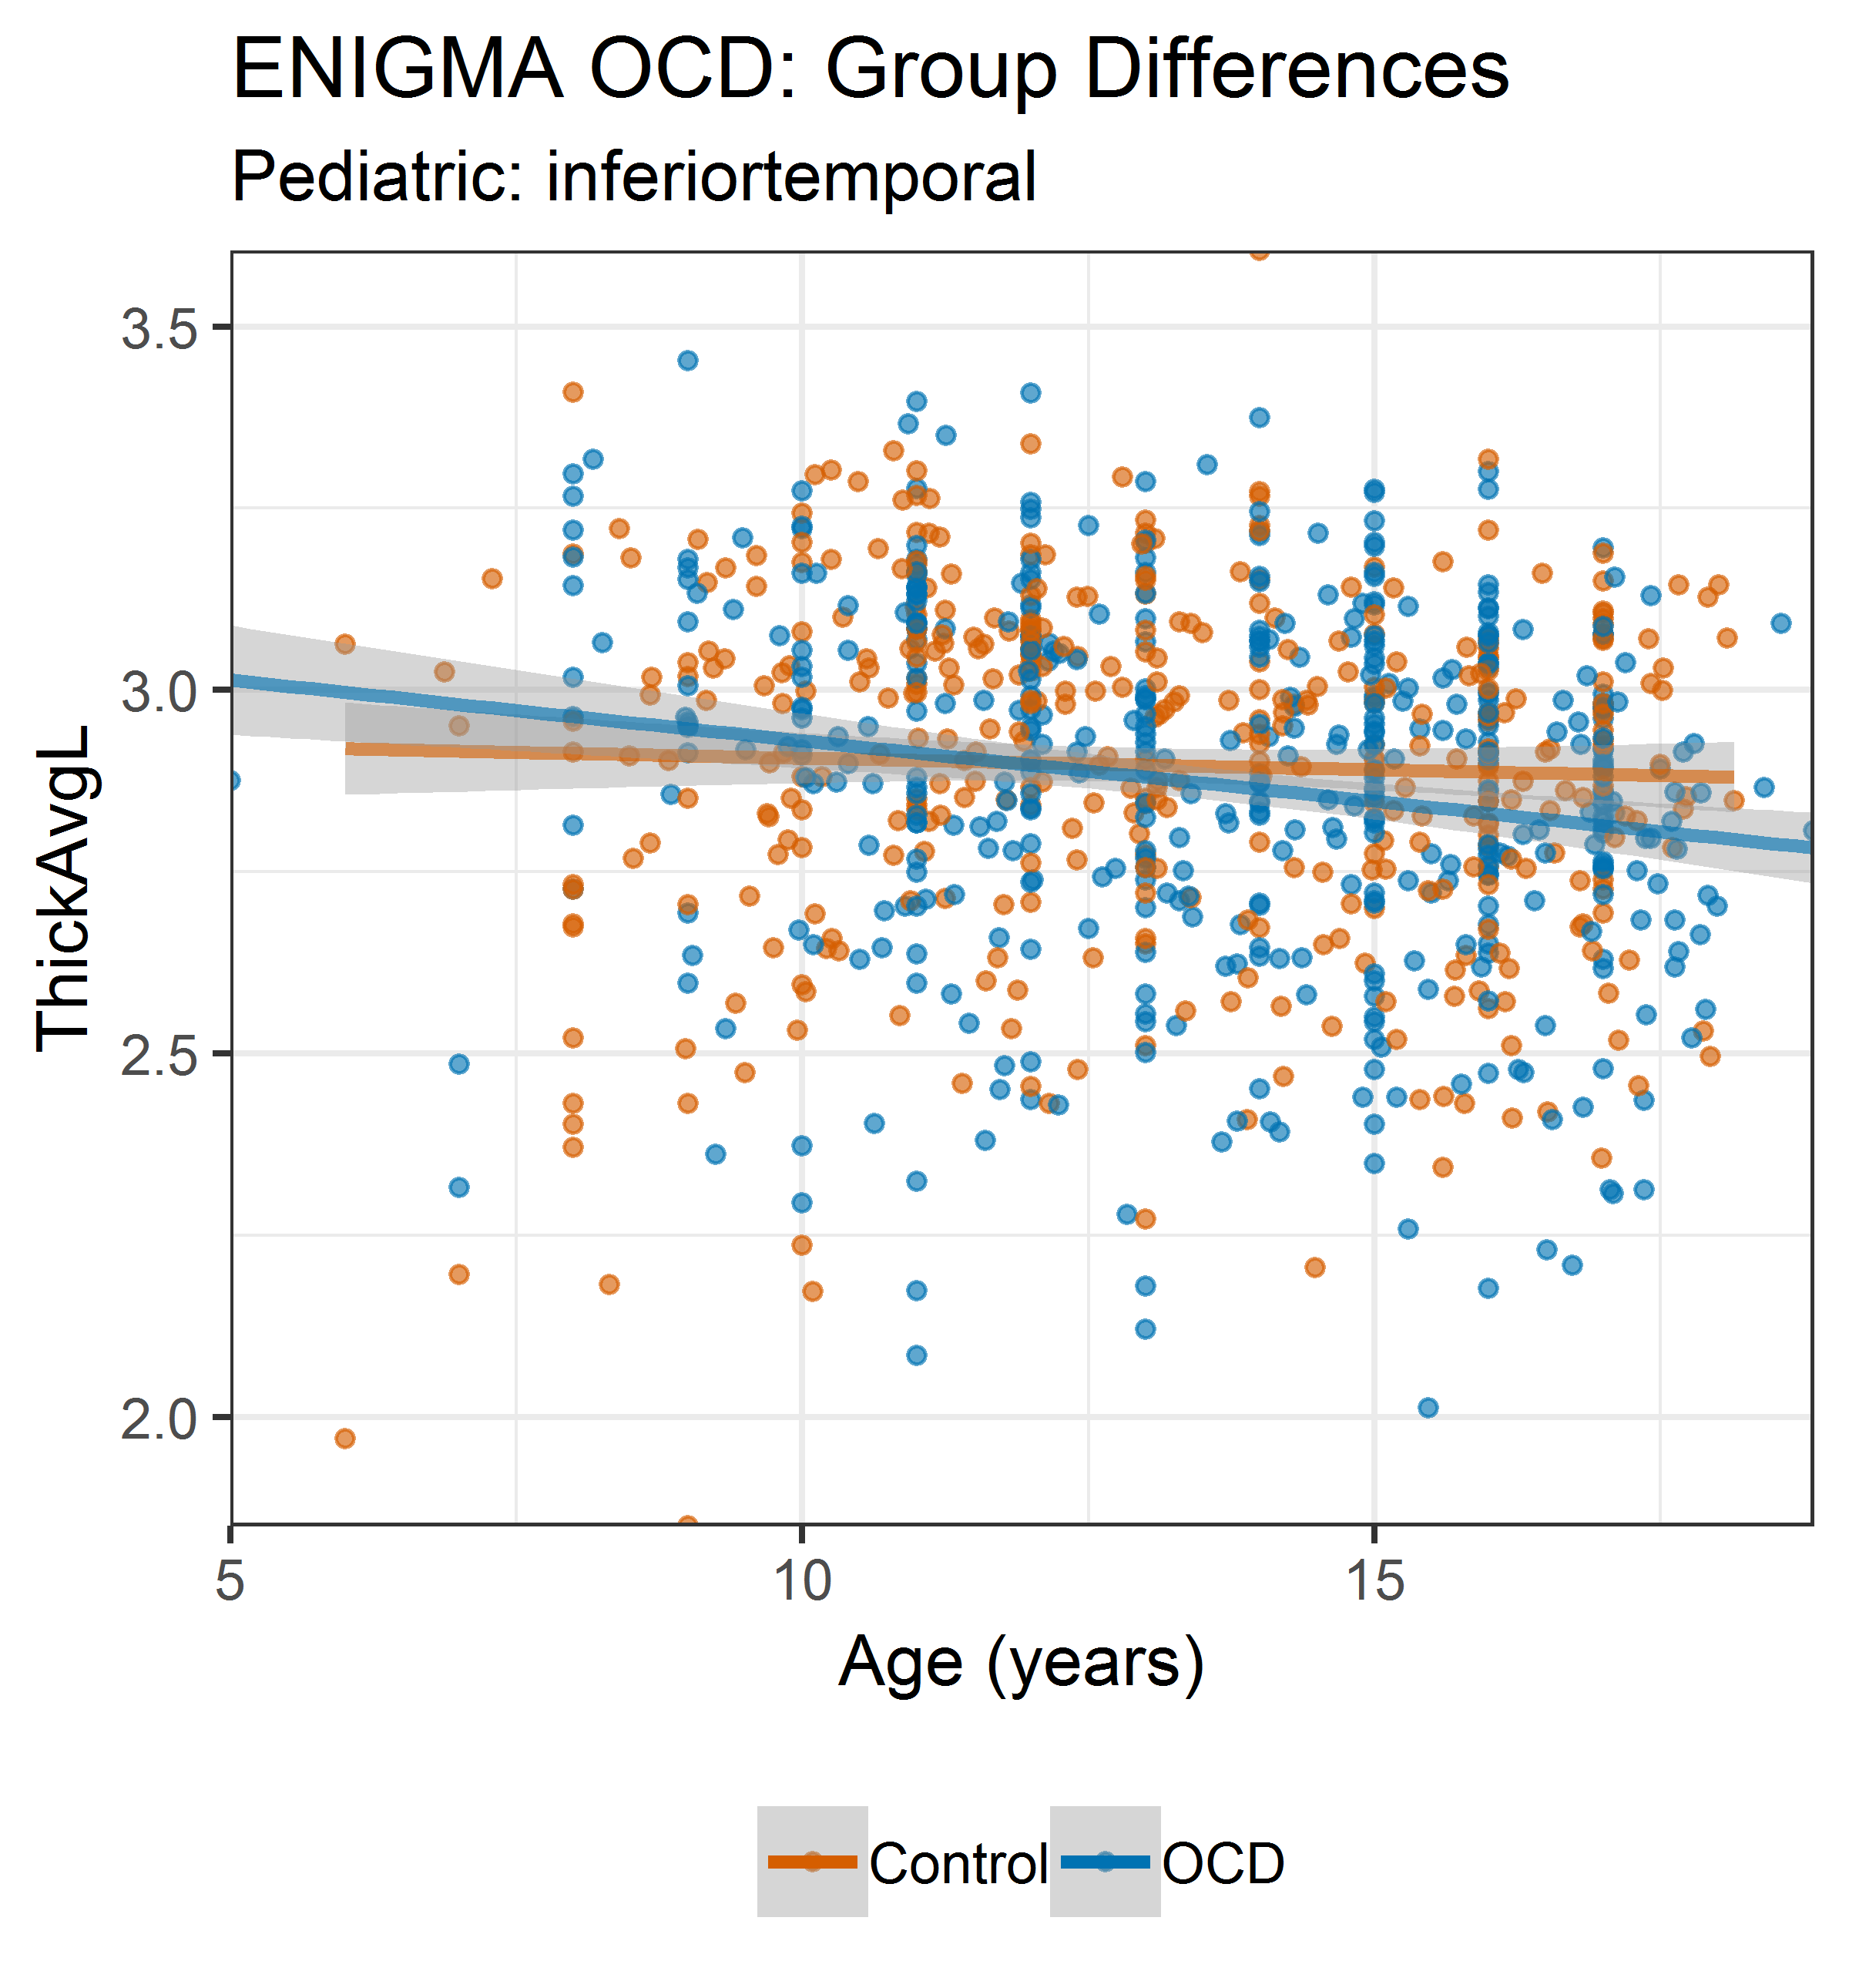 ENIGMA OCD: Group Differences
Pediatric: inferiortemporal
ThickAvgL
3.5
3.0
2.5
2.0
5 10 15
Age (years)
Control OCD